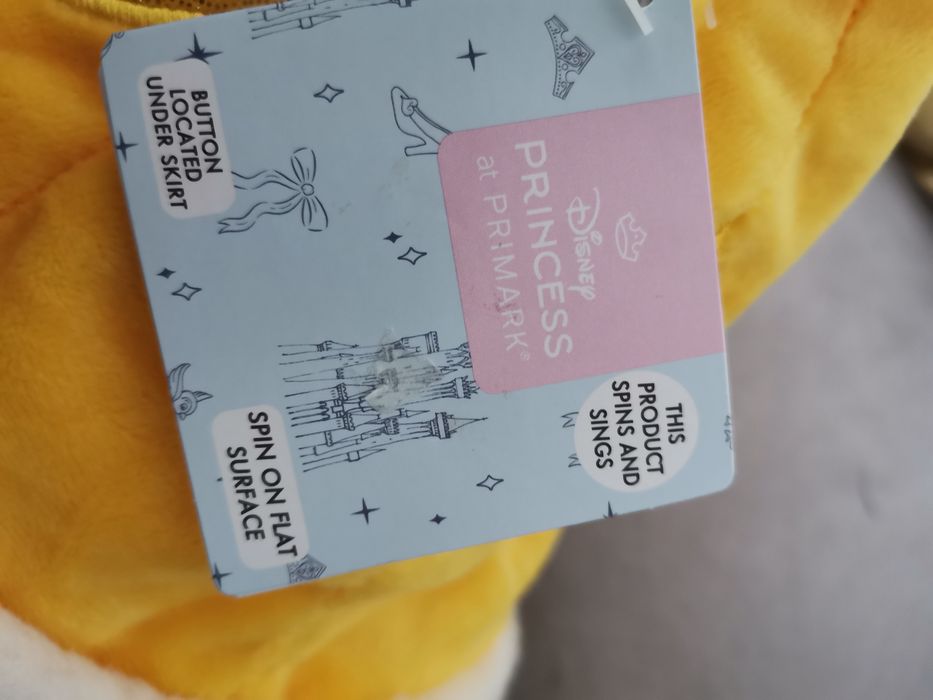 Disney
PRINCESS
at PRIMARK®
THIS
PRODUCT
SPINS AND
SINGS
BUTTON
LOCATED
UNDER SKIRT
SPIN ON FLAT
SURFACE